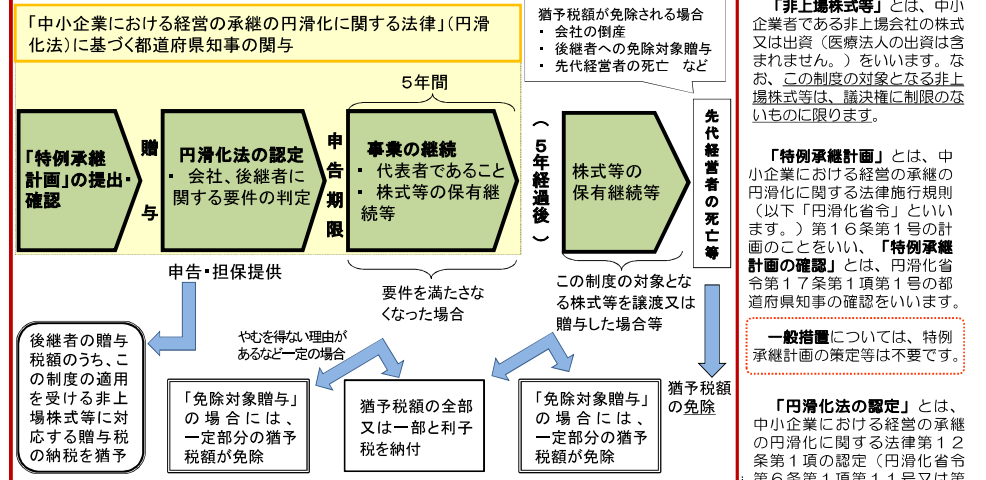 「中小企業における経営の承継の円滑化に関する法律」（円滑
化法）に基づく都道府県知事の関与
猶予税額が免除される場合
・ 会社の倒産
・ 後継者への免除対象贈与
・ 先代経営者の死亡　など
５年間
「特例承継
計画」の提出・
確認
贈与
円滑化法の認定
・ 会社、後継者に
関する要件の判定
申告期限
事業の継続
・ 代表者であること
・ 株式等の保有継
続等
（５年経過後）
株式等の
保有継続等
先代経営者の死亡等
申告・担保提供
要件を満たさな
くなった場合
この制度の対象とな
る株式等を譲渡又は
贈与した場合等
やむを得ない理由が
あるなど一定の場合
後継者の贈与
税額のうち、こ
の制度の適用
を受ける非上
場株式等に対
応する贈与税
の納税を猶予
「免除対象贈与」
の場合には、
一定部分の猶予
税額が免除
猶予税額の全部
又は一部と利子
税を納付
「免除対象贈与」
の場合には、
一定部分の猶予
税額が免除
猶予税額
の免除
「非上場株式等」とは、中小
企業者である非上場会社の株式
又は出資（医療法人の出資は含
まれません。）をいいます。な
お、この制度の対象となる非上
場株式等は、議決権に制限のな
いものに限ります。
「特例承継計画」とは、中
小企業における経営の承継の
円滑化に関する法律施行規則
（以下「円滑化省令」といい
ます。）第１６条第１号の計
画のことをいい、「特例承継
計画の確認」とは、円滑化省
令第１７条第１項第１号の都
道府県知事の確認をいいます。
一般措置については、特例
承継計画の策定等は不要です。
「円滑化法の認定」とは、
中小企業における経営の承継
の円滑化に関する法律第１２
条第１項の認定（円滑化省令
第６条第１項第１１号又は第